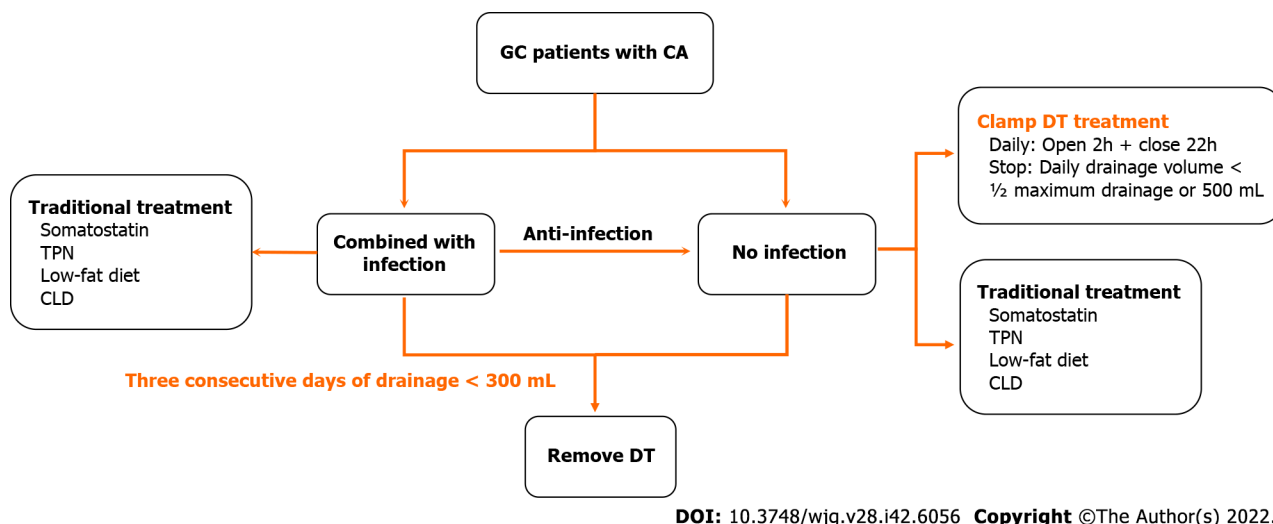 GC patients with CA
Clamp DT treatment
Daily: Open 2h + close 22h
Stop: Daily drainage volume <
½ maximum drainage or 500 mL
Traditional treatment
Somatostatin
TPN
Low-fat diet
CLD
Combined with
infection
Anti-infection
No infection
Traditional treatment
Somatostatin
TPN
Low-fat diet
CLD
Three consecutive days of drainage < 300 mL
Remove DT
DOI: 10.3748/wjg.v28.i42.6056 Copyright ©The Author(s) 2022.